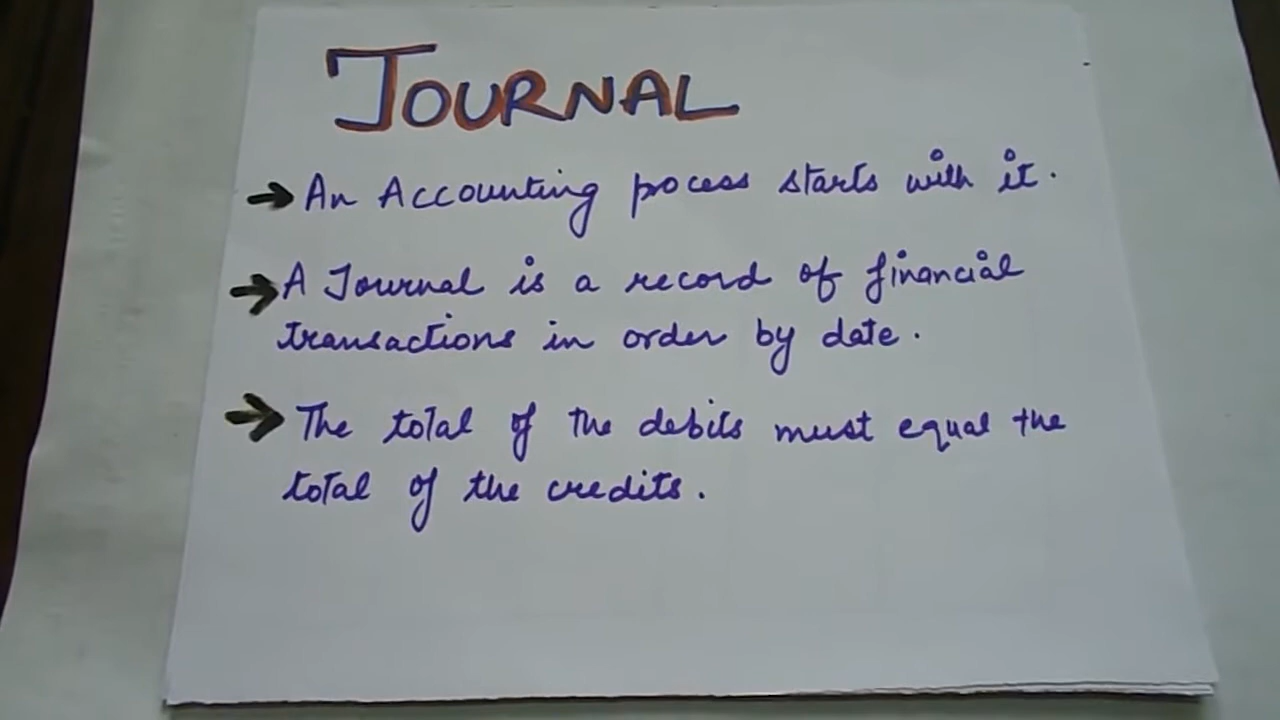 JOURNAL
→ An Accounting pocess starts with it.
→ A Journal is a record of financial
transactions in order by date.
→ The total of the debits must equal the
total of the credits.